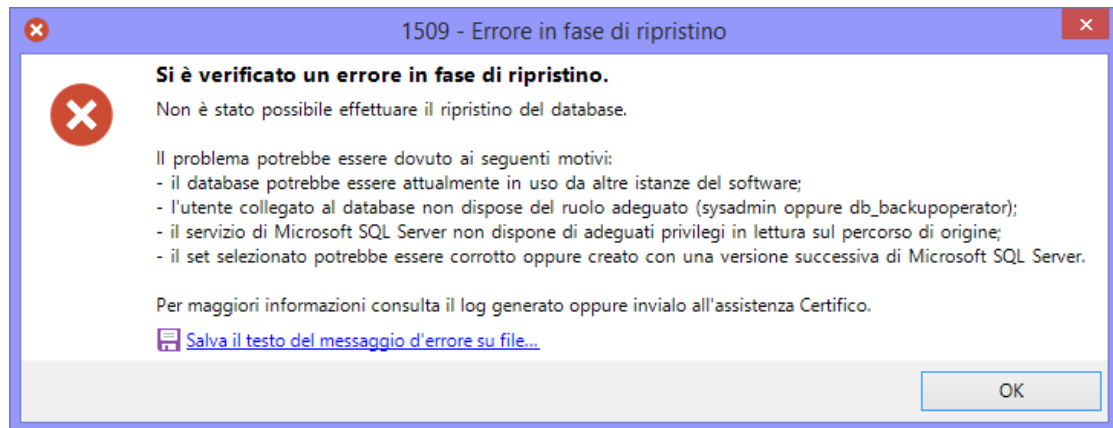 1509 - Errore in fase di ripristino
Si è verificato un errore in fase di ripristino.
Non è stato possibile effettuare il ripristino del database.
Il problema potrebbe essere dovuto ai seguenti motivi:
- il database potrebbe essere attualmente in uso da altre istanze del software;
- l'utente collegato al database non dispose del ruolo adeguato (sysadmin oppure db_backupoperator);
- il servizio di Microsoft SQL Server non dispone di adeguati privilegi in lettura sul percorso di origine;
- il set selezionato potrebbe essere corrotto oppure creato con una versione successiva di Microsoft SQL Server.
Per maggiori informazioni consulta il log generato oppure invialo all'assistenza Certifico.
Salva il testo del messaggio d'errore su file...
OK